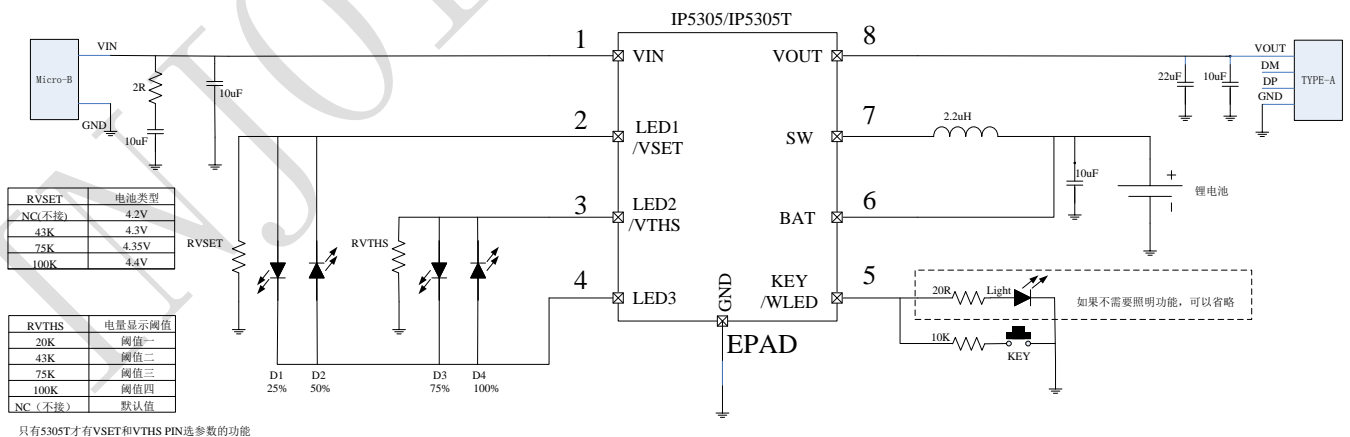 IP5305/IP5305T
Micro-B
VIN
GND
2R
10uF
10uF
1
VIN
2
LED1
/VSET
3
LED2
/VTHS
4
LED3
GND
EPAD
VOUT
8
SW
7
BAT
6
KEY
/WLED
5
22uF
10uF
VOUT
DM
DP
GND
TYPE-A
2.2uH
10uF
+
锂电池
20R
Light
如果不需要照明功能，可以省略
10K
KEY
RVSET 电池类型
NC(不接) 4.2V
43K 4.3V
75K 4.35V
100K 4.4V
RVSET
RVTHS
RVTHS 电量显示阈值
20K 阈值一
43K 阈值二
75K 阈值三
100K 阈值四
NC（不接） 默认值
D1 D2 D3 D4
25% 50% 75% 100%
只有5305T才有VSET和VTHS PIN选参数的功能
INJO